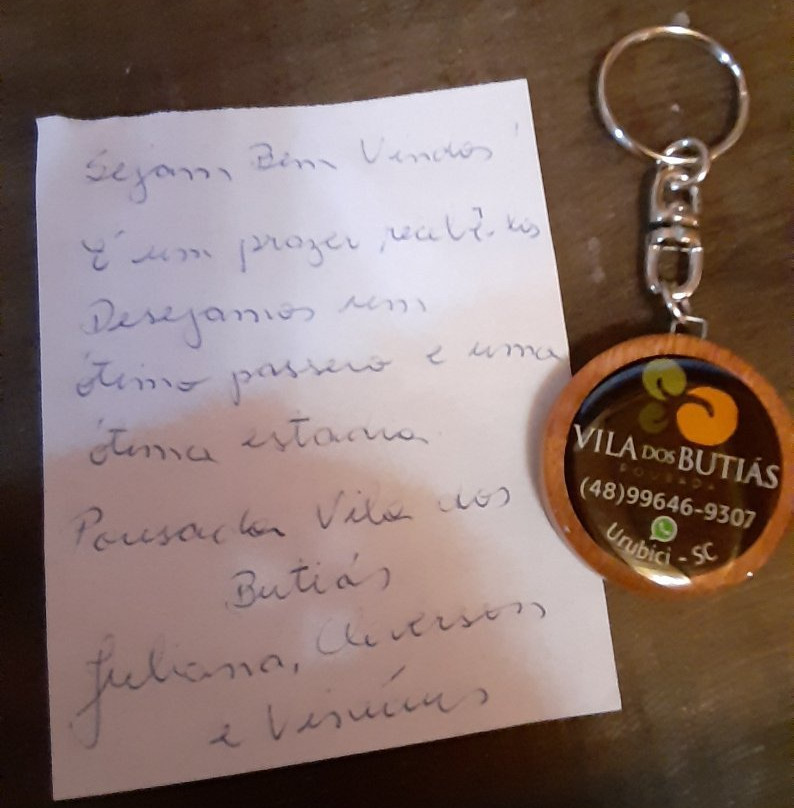 Sejam Bem Vindos!
É um prazer recebê-los
Desejamos um
ótimo passeio e uma
ótima estadia
Pousada Vila dos
Butiás
Juliana, Cleverson
e Vinícius
VILA DOS BUTIÁS
POUSADA
(48)99646-9307
Urubici - SC